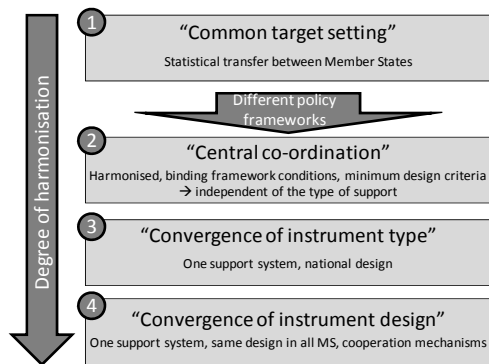 Degree of harmonisation
1
“Common target setting”
Statistical transfer between Member States
Different policy
frameworks
2
“Central co-ordination”
Harmonised, binding framework conditions, minimum design criteria
→ independent of the type of support
3
“Convergence of instrument type”
One support system, national design
4
“Convergence of instrument design”
One support system, same design in all MS, cooperation mechanisms